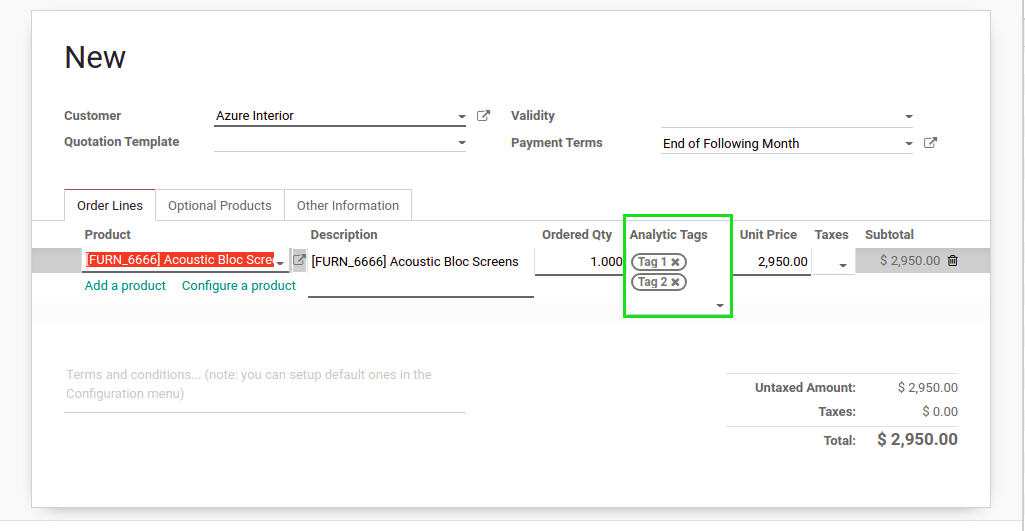 New
Customer Azure Interior Validity
Quotation Template Payment Terms End of Following Month
Order Lines Optional Products Other Information
Product Description Ordered Qty Analytic Tags Unit Price Taxes Subtotal
[FURN_6666] Acoustic Bloc Scree [FURN_6666] Acoustic Bloc Screens 1.000 Tag 1 × 2,950.00 $ 2,950.00
Add a product Configure a product Tag 2 ×
Terms and conditions... (note: you can setup default ones in the
Configuration menu)
Untaxed Amount: $ 2,950.00
Taxes: $ 0.00
Total: $ 2,950.00